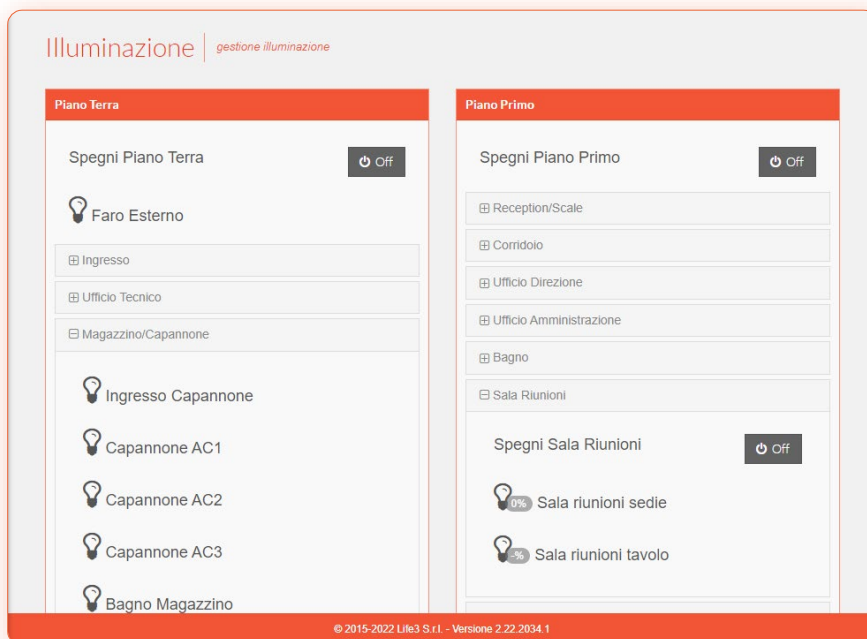 Illuminazione
gestione illuminazione
Piano Terra
Spegni Piano Terra
Off
Faro Esterno
Ingresso
Ufficio Tecnico
Magazzino/Capannone
Ingresso Capannone
Capannone AC1
Capannone AC2
Capannone AC3
Bagno Magazzino
Piano Primo
Spegni Piano Primo
Off
Reception/Scale
Corridoio
Ufficio Direzione
Ufficio Amministrazione
Bagno
Sala Riunioni
Spegni Sala Riunioni
Off
0% Sala riunioni sedie
-% Sala riunioni tavolo
© 2015-2022 Life3 S.r.l. - Versione 2.22.2034.1